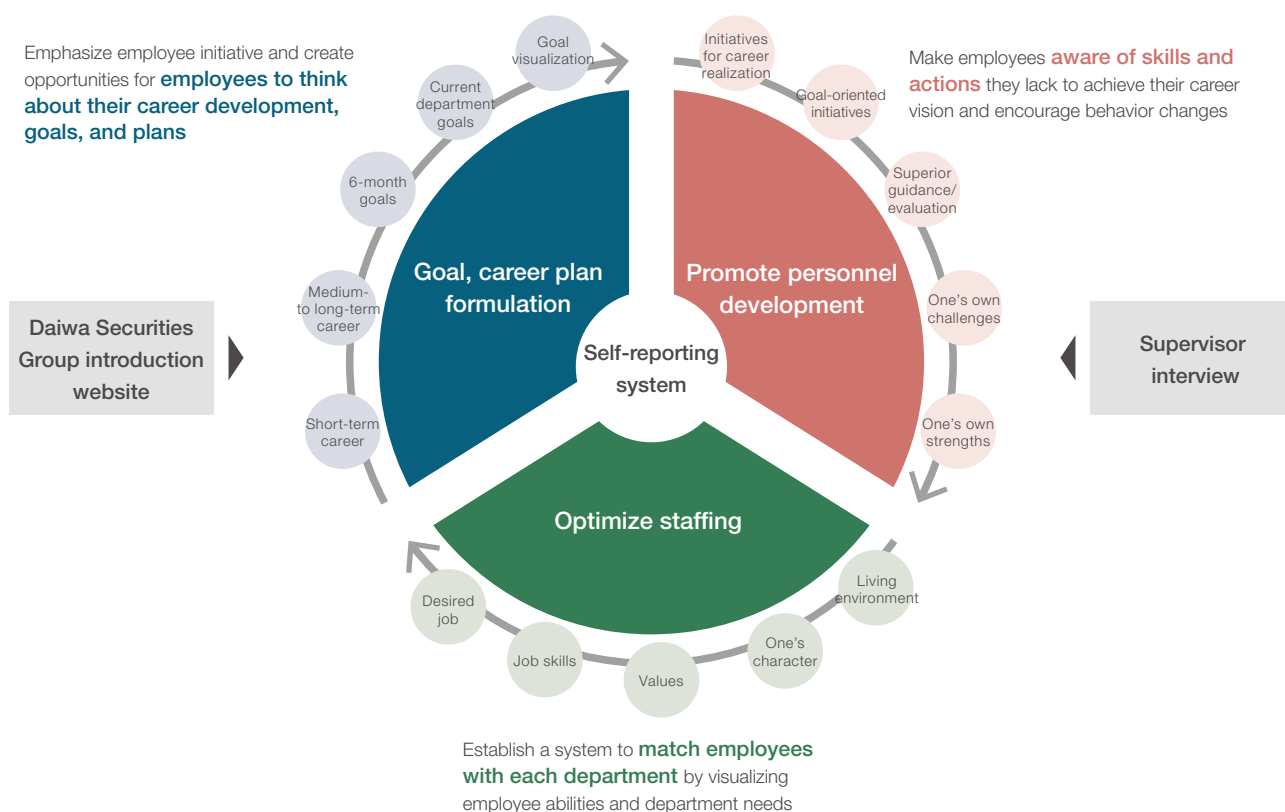 Emphasize employee initiative and create
opportunities for employees to think
about their career development,
goals, and plans
Make employees aware of skills and
actions they lack to achieve their career
vision and encourage behavior changes
Goal
visualization
Current
department
goals
6-month
goals
Medium-
to long-term
career
Short-term
career
Initiatives
for career
realization
Goal-oriented
initiatives
Superior
guidance/
evaluation
One's own
challenges
One's own
strengths
Goal, career plan
formulation
Promote personnel
development
Self-reporting
system
Optimize staffing
Daiwa Securities
Group introduction
website
Supervisor
interview
Living
environment
One's
character
Values
Job skills
Desired
job
Establish a system to match employees
with each department by visualizing
employee abilities and department needs